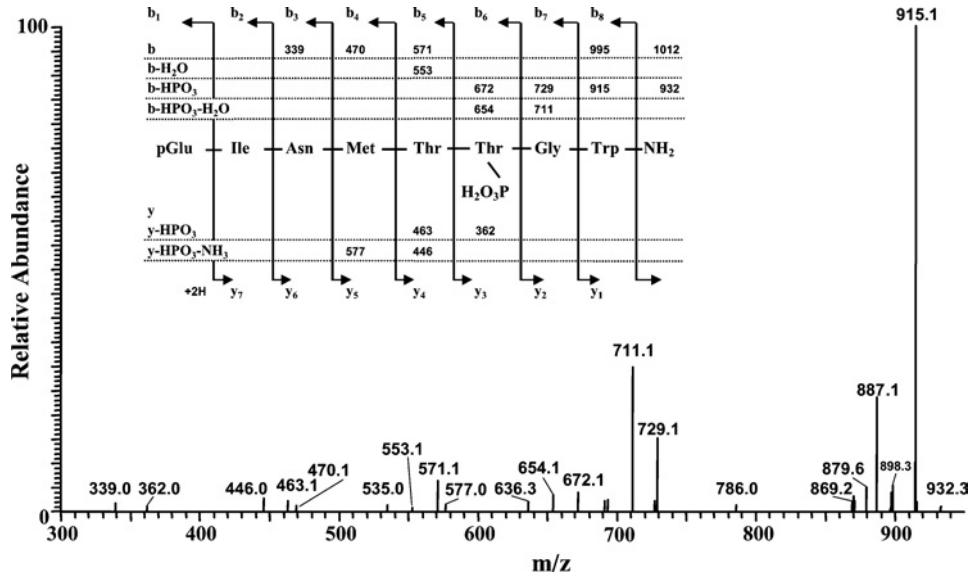 100
b₁ b₂ b₃ b₄ b₅ b₆ b₇ b₈
b 339 470 571 995 1012
b-H₂O 553
b-HPO₃ 672 729 915 932
b-HPO₃-H₂O 654 711
pGlu Ile Asn Met Thr Thr Gly Trp NH₂
H₂O₃P
y
y-HPO₃ 463 362
y-HPO₃-NH₃ 577 446
+2H y₇ y₆ y₅ y₄ y₃ y₂ y₁
Relative Abundance
915.1
711.1
887.1
729.1
553.1
470.1
571.1
654.1
879.6
898.3
339.0
362.0
446.0
463.1
535.0
577.0
636.3
672.1
786.0
869.2
932.3
0
300 400 500 600 700 800 900
m/z